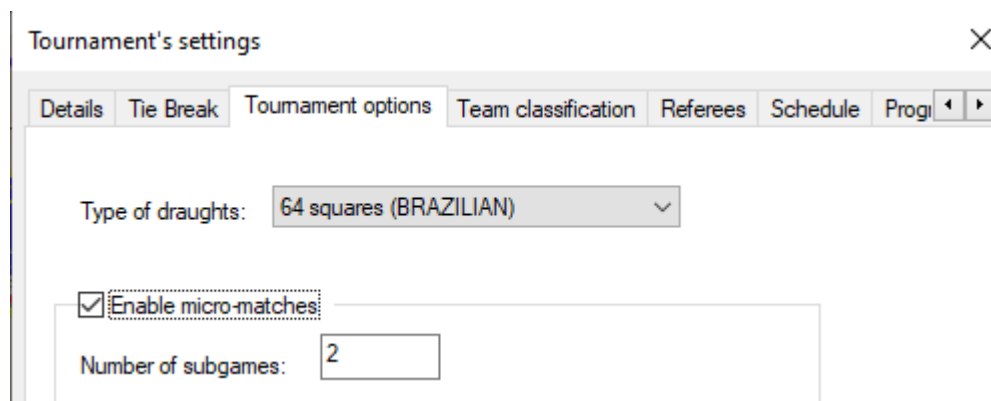 Tournament's settings
Details Tie Break Tournament options Team classification Referees Schedule
Type of draughts: 64 squares (BRAZILIAN)
Enable micro-matches
Number of subgames: 2